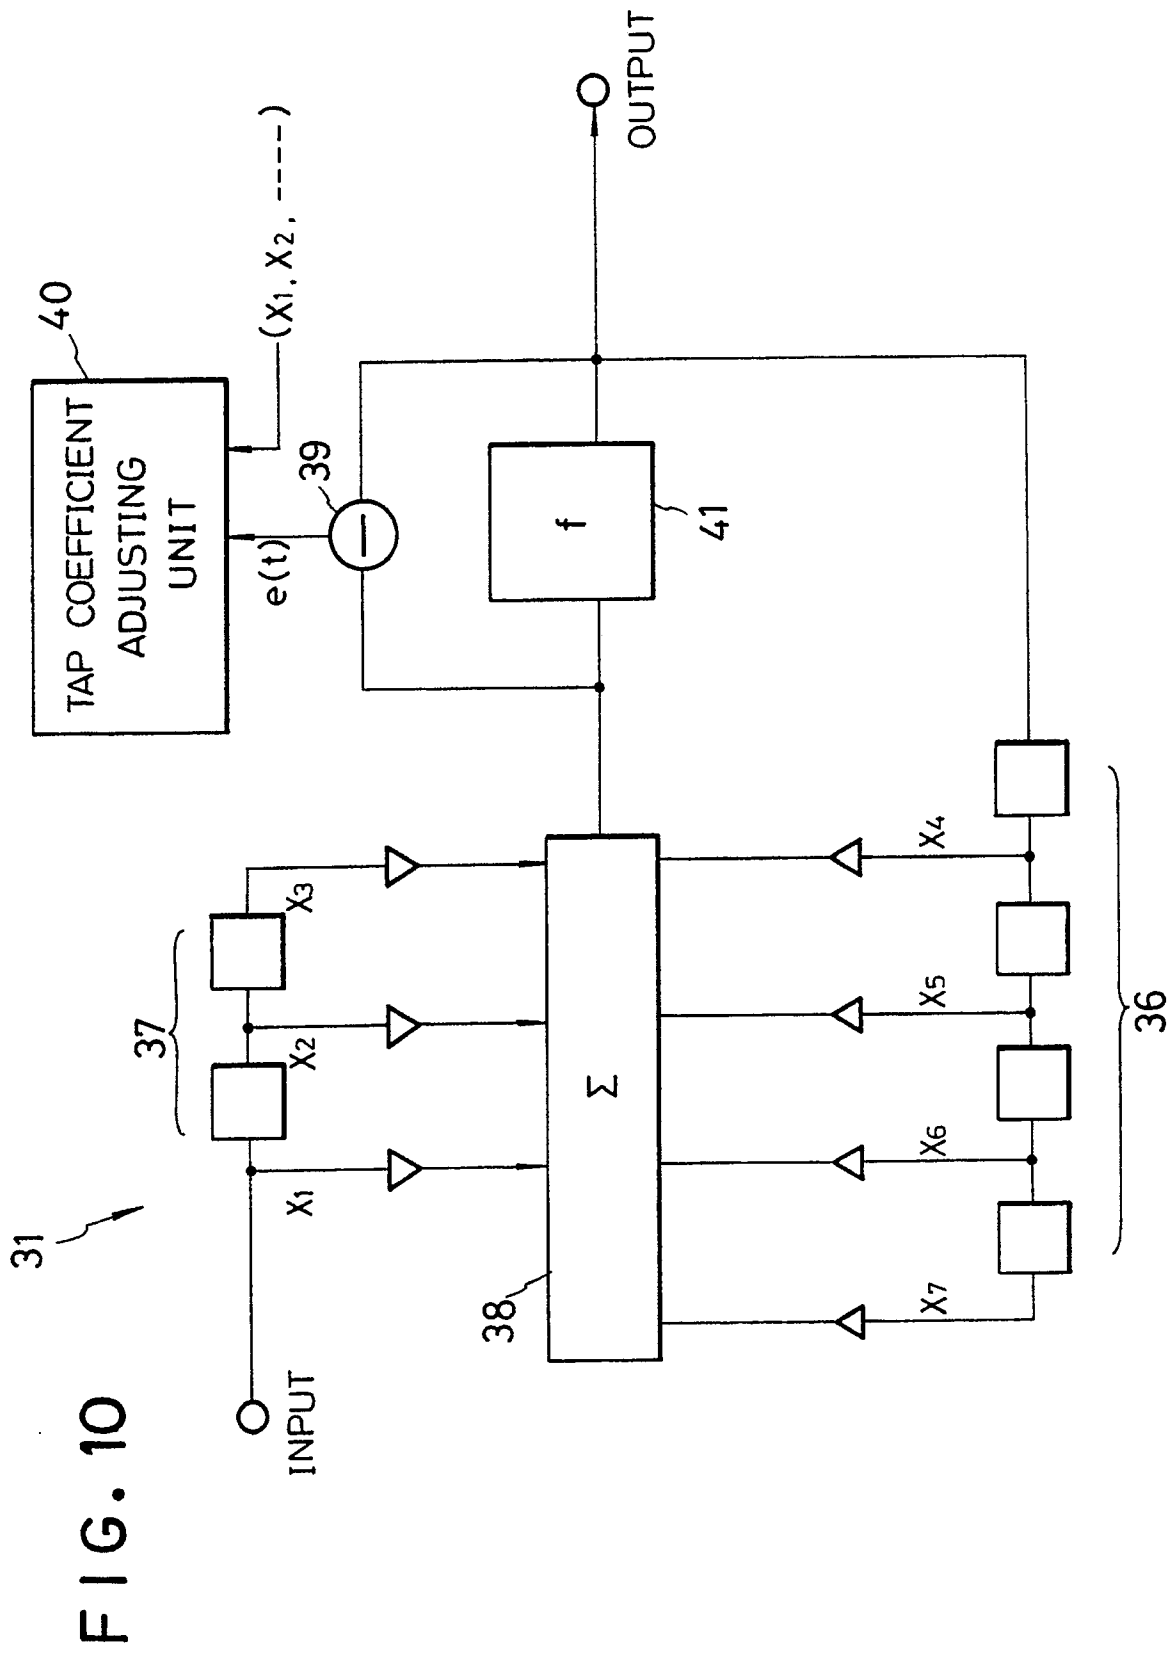 FIG. 10
31
37
40
TAP COEFFICIENT
ADJUSTING
UNIT
(X1, X2, -----)
e(t)
39
INPUT
X1
X2
X3
38
Σ
f
41
OUTPUT
X7
X6
X5
X4
36